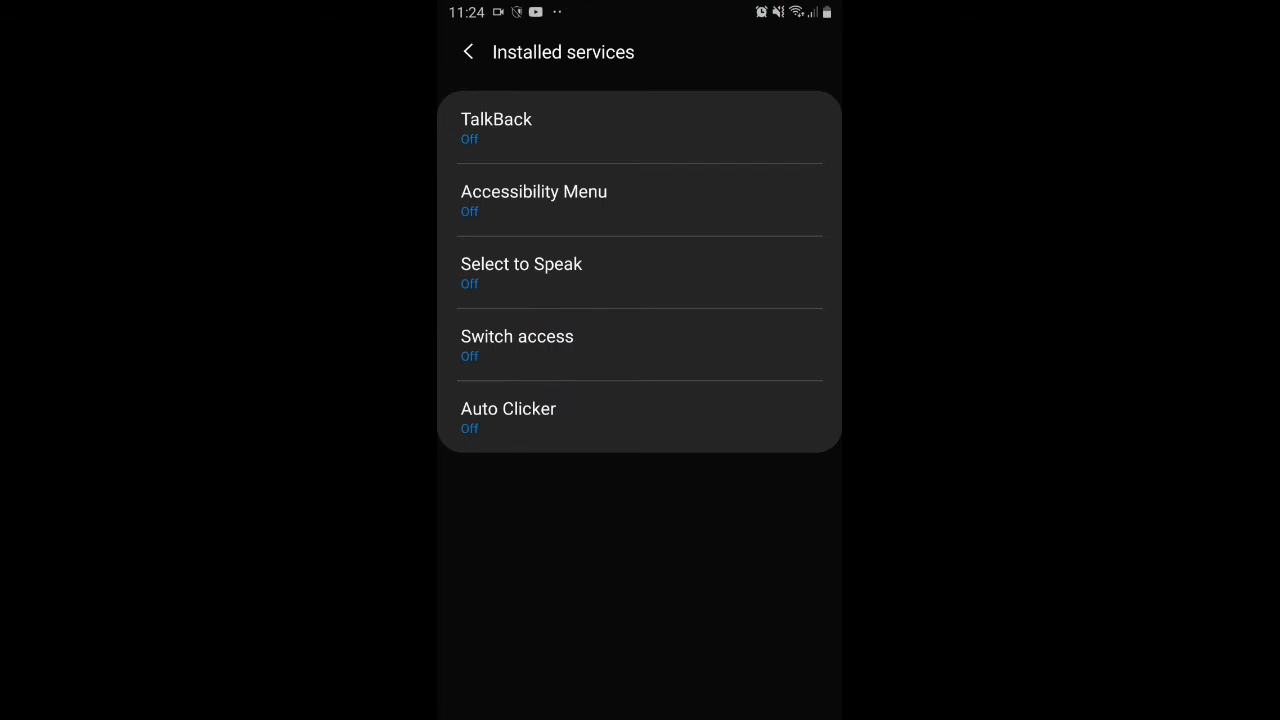 11:24
Installed services
TalkBack
Off
Accessibility Menu
Off
Select to Speak
Off
Switch access
Off
Auto Clicker
Off